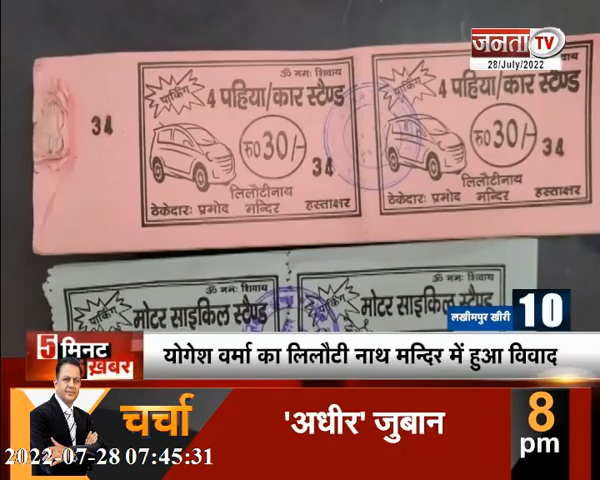 जनता TV
28/July/2022
ॐ नमः शिवाय
पार्किंग
4 पहिया/कार स्टैण्ड
34
रु0 30/-
34
लिलौटीनाथ
ठेकेदारः प्रमोद मन्दिर हस्ताक्षर
ॐ नमः शिवाय
पार्किंग
4 पहिया/कार स्टैण्ड
रु0 30/-
34
लिलौटीनाथ
ठेकेदारः प्रमोद मन्दिर हस्ताक्षर
ॐ नमः शिवाय
पार्किंग
मोटर साइकिल स्टैण्ड
ॐ नमः शिवाय
पार्किंग
मोटर साइकिल स्टैण्ड
लखीमपुर खीरी 10
5 मिनट ख़बर
योगेश वर्मा का लिलौटी नाथ मन्दिर में हुआ विवाद
चर्चा
'अधीर' जुबान
8 pm
2022-07-28 07:45:31